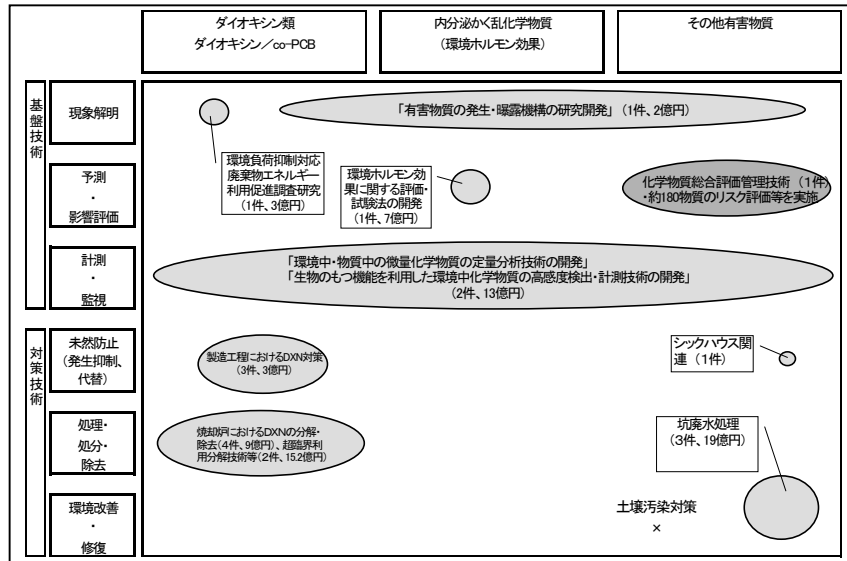 ダイオキシン類
ダイオキシン／co-PCB
内分泌かく乱化学物質
（環境ホルモン効果）
その他有害物質
基盤技術
現象解明
「有害物質の発生・曝露機構の研究開発」（1件、2億円）
予測
・
影響評価
環境負荷抑制対応
廃棄物エネルギー
利用促進調査研究
（1件、3億円）
環境ホルモン効
果に関する評価・
試験法の開発
（1件、7億円）
化学物質総合評価管理技術（1件）
・約180物質のリスク評価等を実施
計測
・
監視
「環境中・物質中の微量化学物質の定量分析技術の開発」
「生物のもつ機能を利用した環境中化学物質の高感度検出・計測技術の開発」
（2件、13億円）
対策技術
未然防止
（発生抑制、
代替）
製造工程におけるDXN対策
（3件、3億円）
シックハウス関
連（1件）
処理・
処分・
除去
焼却炉におけるDXNの分解・
除去（4件、9億円）、超臨界利
用分解技術等（2件、15.2億円）
坑廃水処理
（3件、19億円）
環境改善
・
修復
土壌汚染対策
×